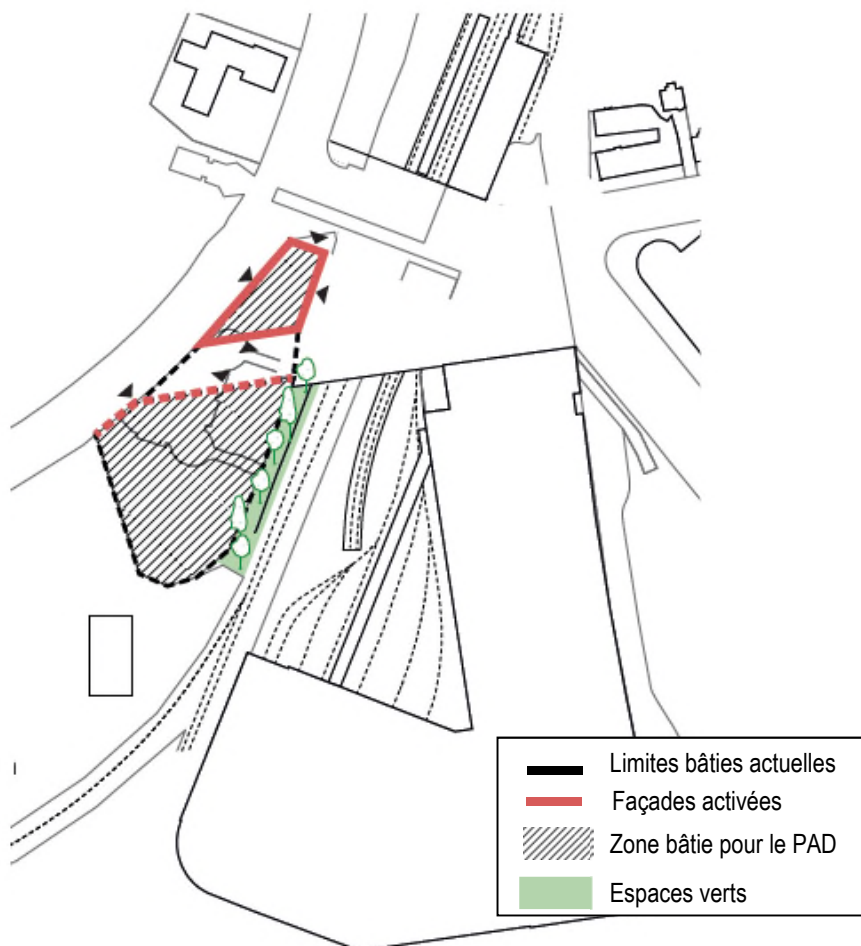 Limites bâties actuelles
Façades activées
Zone bâtie pour le PAD
Espaces verts